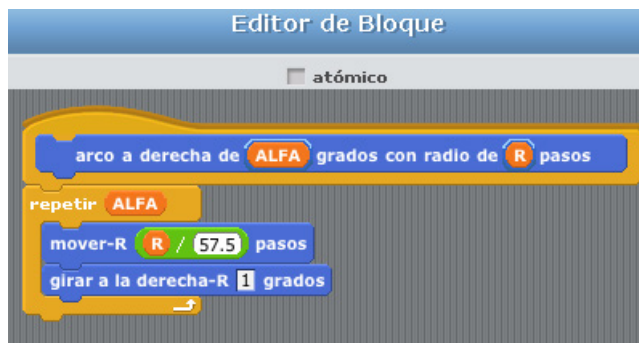 Editor de Bloque
atómico
arco a derecha de ALFA grados con radio de R pasos
repetir ALFA
mover-R R / 57.5 pasos
girar a la derecha-R 1 grados